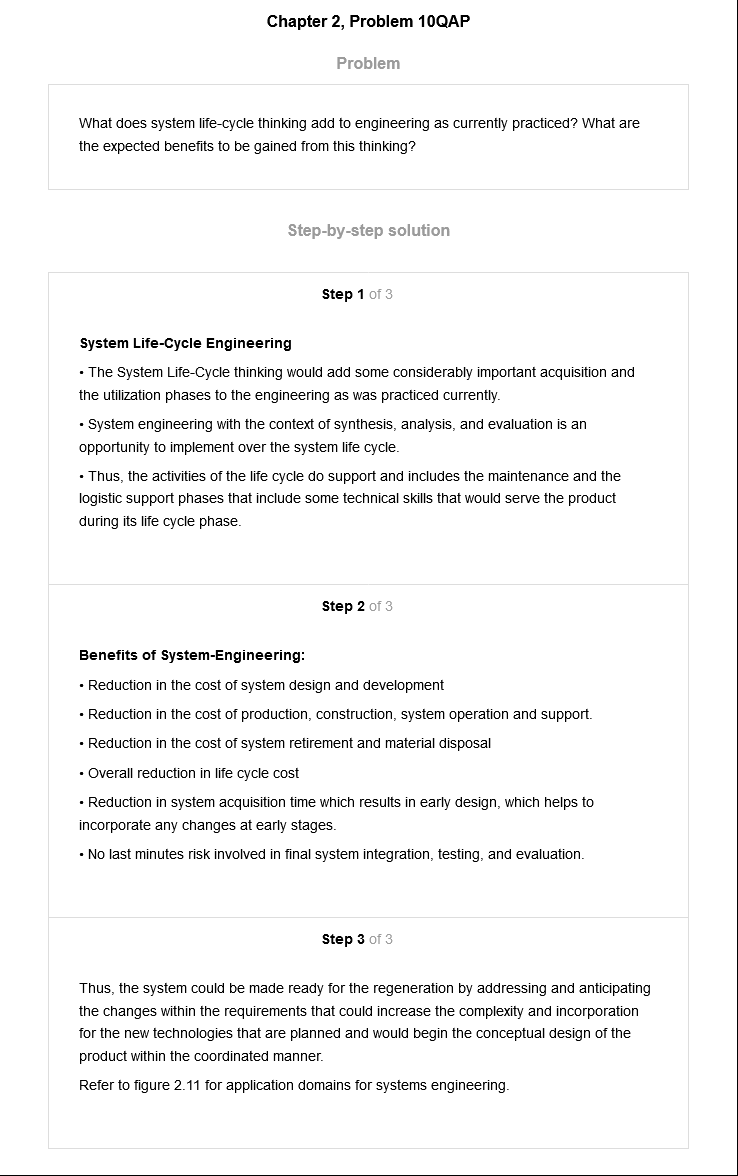 Chapter 2, Problem 10QAP
Problem
What does system life-cycle thinking add to engineering as currently practiced? What are
the expected benefits to be gained from this thinking?
Step-by-step solution
Step 1 of 3
System Life-Cycle Engineering
• The System Life-Cycle thinking would add some considerably important acquisition and
the utilization phases to the engineering as was practiced currently.
• System engineering with the context of synthesis, analysis, and evaluation is an
opportunity to implement over the system life cycle.
• Thus, the activities of the life cycle do support and includes the maintenance and the
logistic support phases that include some technical skills that would serve the product
during its life cycle phase.
Step 2 of 3
Benefits of System-Engineering:
• Reduction in the cost of system design and development
• Reduction in the cost of production, construction, system operation and support.
• Reduction in the cost of system retirement and material disposal
• Overall reduction in life cycle cost
• Reduction in system acquisition time which results in early design, which helps to
incorporate any changes at early stages.
• No last minutes risk involved in final system integration, testing, and evaluation.
Step 3 of 3
Thus, the system could be made ready for the regeneration by addressing and anticipating
the changes within the requirements that could increase the complexity and incorporation
for the new technologies that are planned and would begin the conceptual design of the
product within the coordinated manner.
Refer to figure 2.11 for application domains for systems engineering.